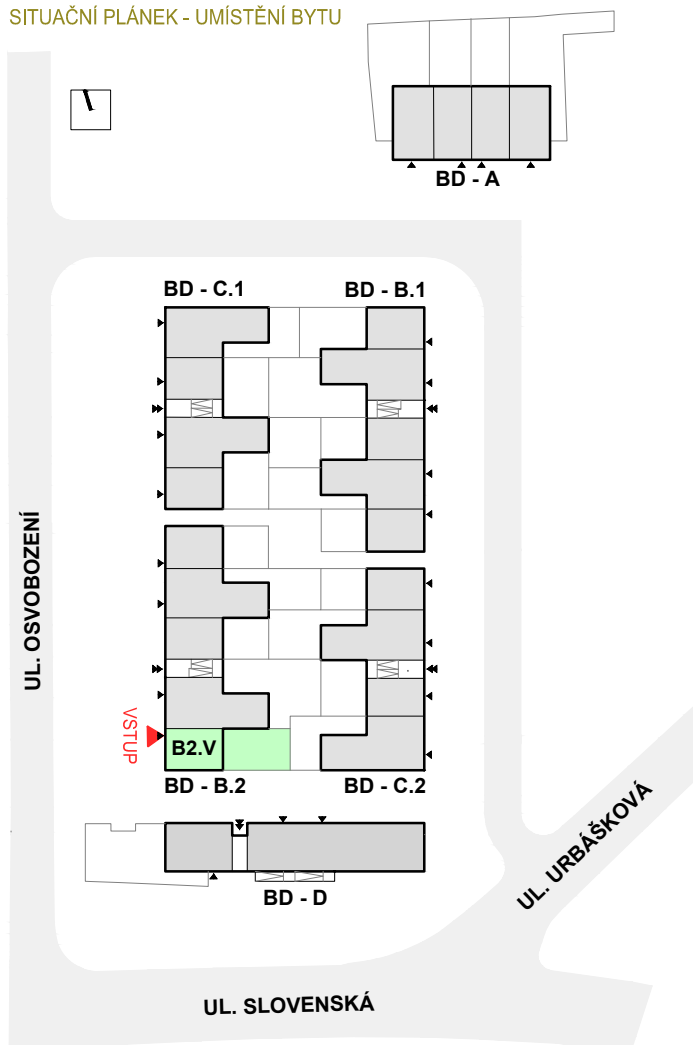 SITUAČNÍ PLÁNEK - UMÍSTĚNÍ BYTU
BD - A
BD - C.1
BD - B.1
UL. OSVOBOZENÍ
VSTUP
B2.V
BD - B.2
BD - C.2
UL. URBÁŠKOVÁ
BD - D
UL. SLOVENSKÁ